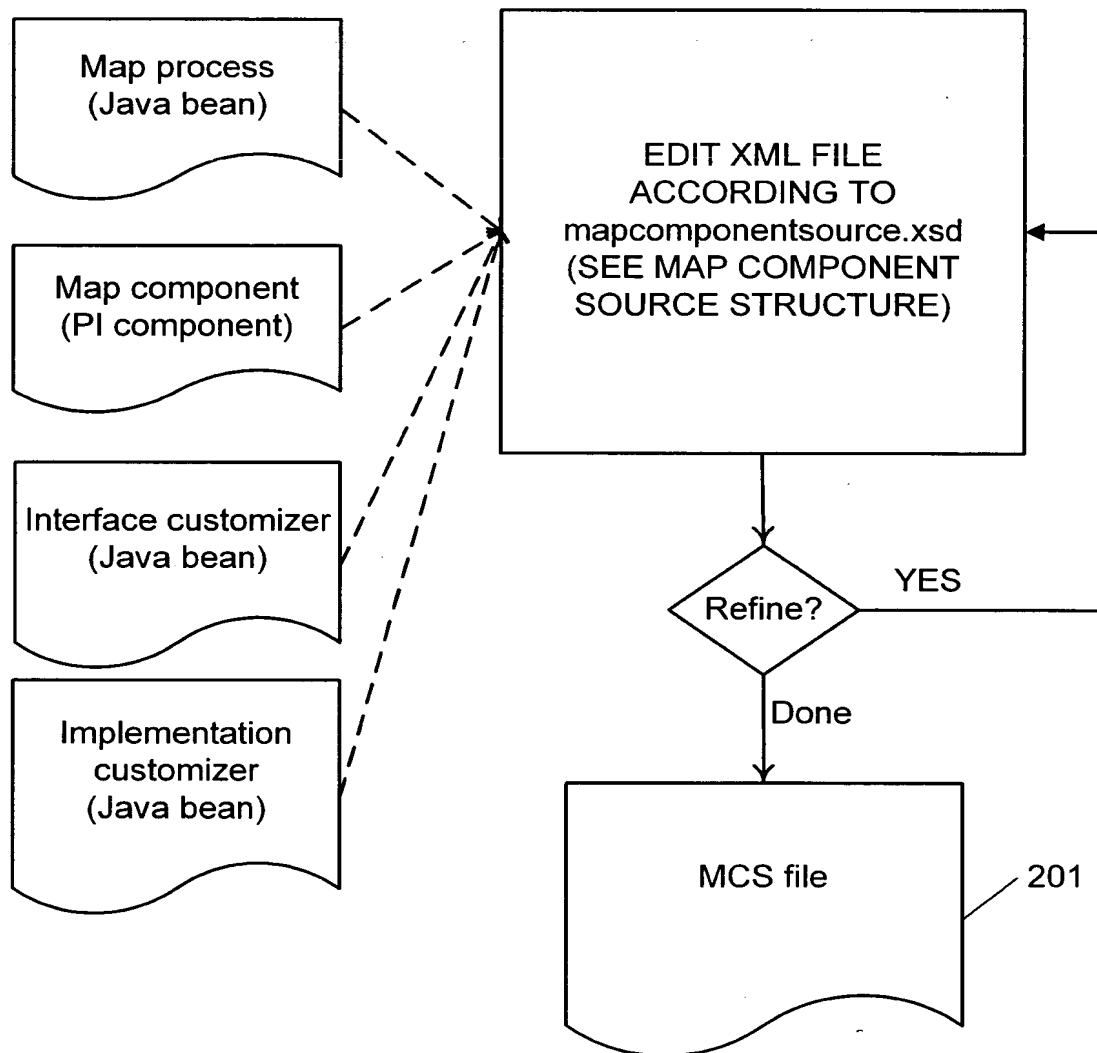 Map process
(Java bean)
Map component
(PI component)
Interface customizer
(Java bean)
Implementation
customizer
(Java bean)
EDIT XML FILE
ACCORDING TO
mapcomponentsource.xsd
(SEE MAP COMPONENT
SOURCE STRUCTURE)
Refine?
YES
Done
MCS file
201